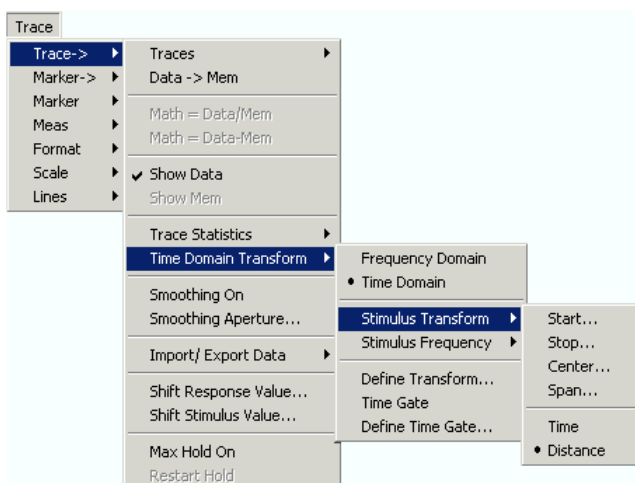 Trace
Trace->
Marker->
Marker
Meas
Format
Scale
Lines
Traces
Data -> Mem
Math = Data/Mem
Math = Data-Mem
Show Data
Show Mem
Trace Statistics
Time Domain Transform
Smoothing On
Smoothing Aperture...
Import/ Export Data
Shift Response Value...
Shift Stimulus Value...
Max Hold On
Restart Hold
Frequency Domain
Time Domain
Stimulus Transform
Stimulus Frequency
Define Transform...
Time Gate
Define Time Gate...
Start...
Stop...
Center...
Span...
Time
Distance